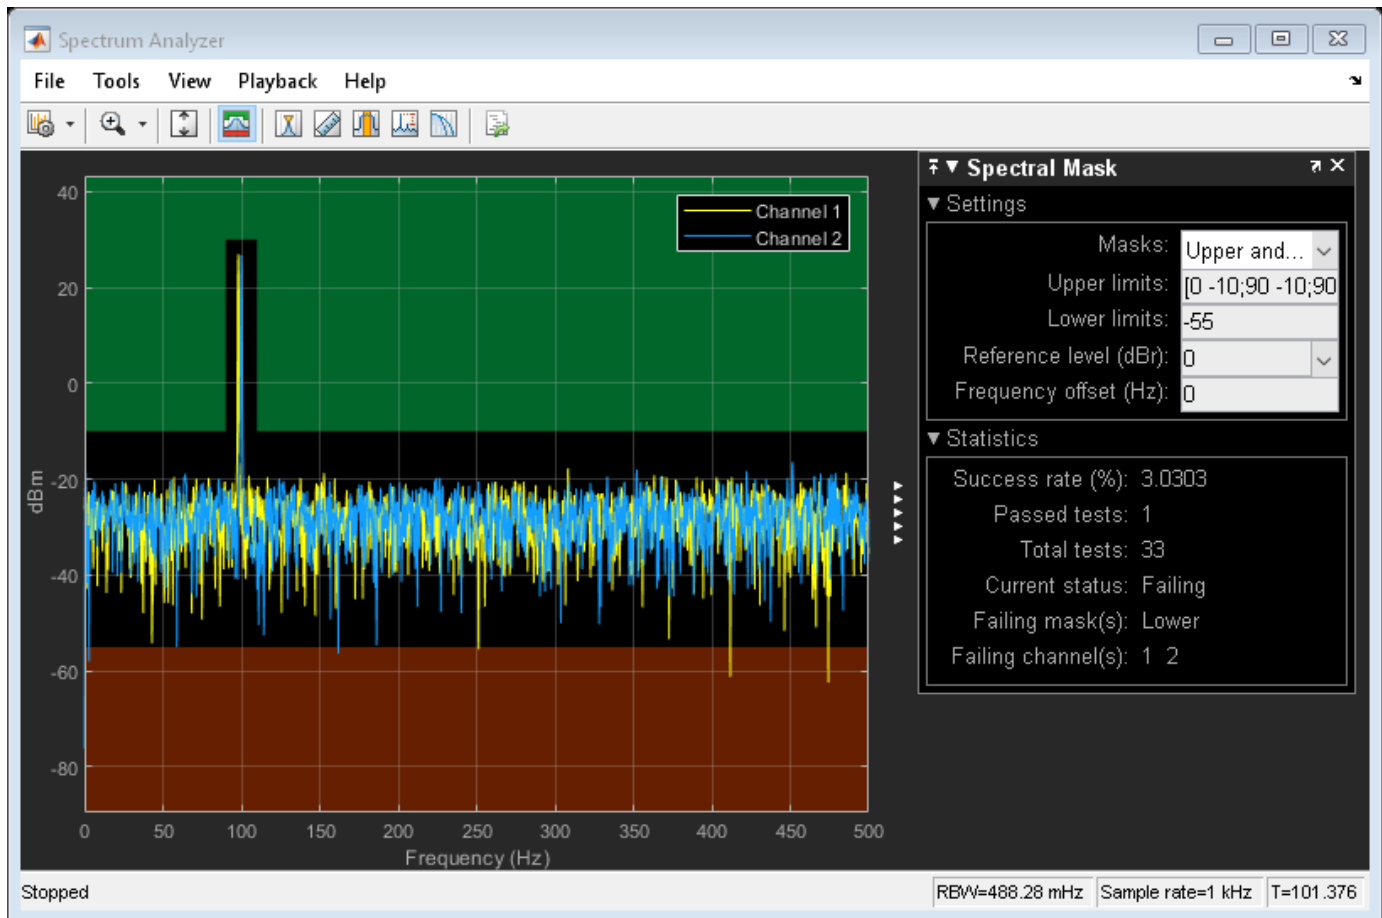 Spectrum Analyzer
File Tools View Playback Help
40
20
0
-20
-40
-60
-80
dBm
Channel 1
Channel 2
0 50 100 150 200 250 300 350 400 450 500
Frequency (Hz)
Spectral Mask
Settings
Masks: Upper and...
Upper limits: [0 -10;90 -10;90
Lower limits: -55
Reference level (dBr): 0
Frequency offset (Hz): 0
Statistics
Success rate (%): 3.0303
Passed tests: 1
Total tests: 33
Current status: Failing
Failing mask(s): Lower
Failing channel(s): 1 2
Stopped
RBW=488.28 mHz Sample rate=1 kHz T=101.376